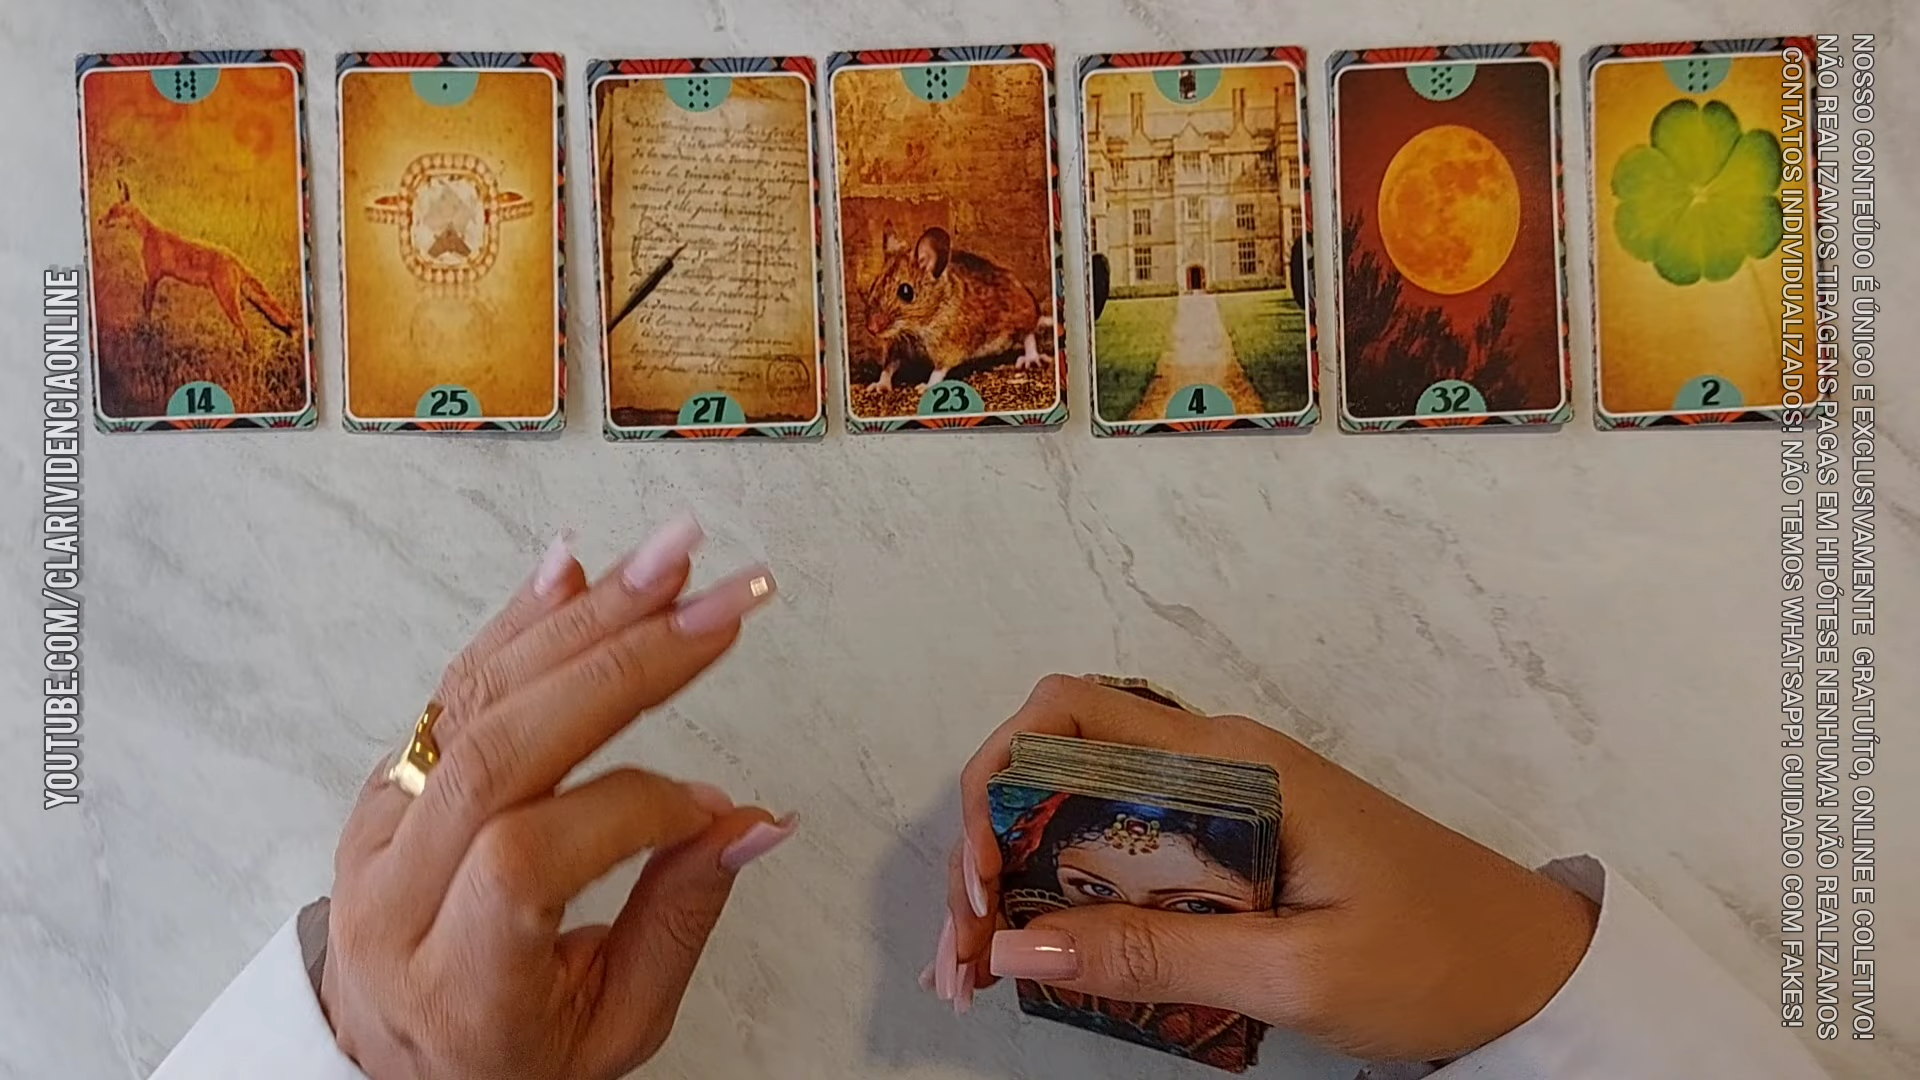 YOUTUBE.COM/CLARIVIDENCIAONLINE
14
25
27
23
4
32
2
NOSSO CONTEÚDO É ÚNICO E EXCLUSIVAMENTE GRATUÍTO, ONLINE E COLETIVO!
NÃO REALIZAMOS TIRAGENS PAGAS EM HIPÓTESE NENHUMA! NÃO REALIZAMOS
CONTATOS INDIVIDUALIZADOS! NÃO TEMOS WHATSAPP! CUIDADO COM FAKES!